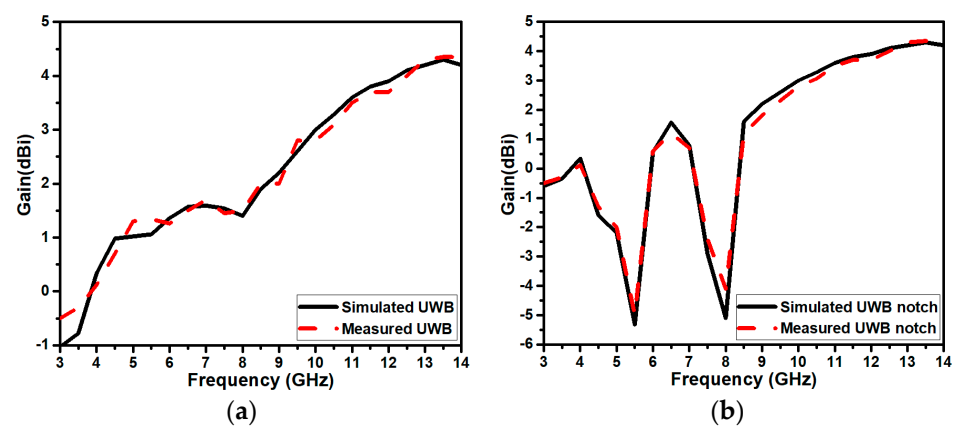 5
4
3
2
1
0
-1
Gain(dBi)
Simulated UWB
Measured UWB
3 4 5 6 7 8 9 10 11 12 13 14
Frequency (GHz)
(a)
5
4
3
2
1
0
-1
-2
-3
-4
-5
-6
Gain(dBi)
Simulated UWB notch
Measured UWB notch
3 4 5 6 7 8 9 10 11 12 13 14
Frequency (GHz)
(b)